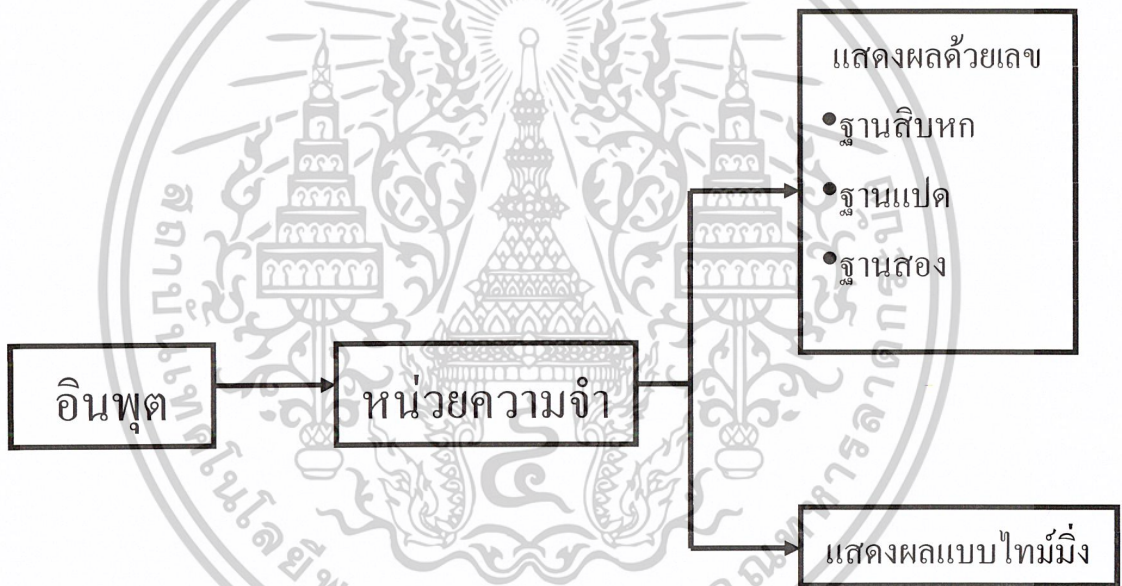 แสดงผลด้วยเลข
•ฐานสิบหก
•ฐานแปด
•ฐานสอง
อินพุต
หน่วยความจำ
แสดงผลแบบไทม์มิ่ง